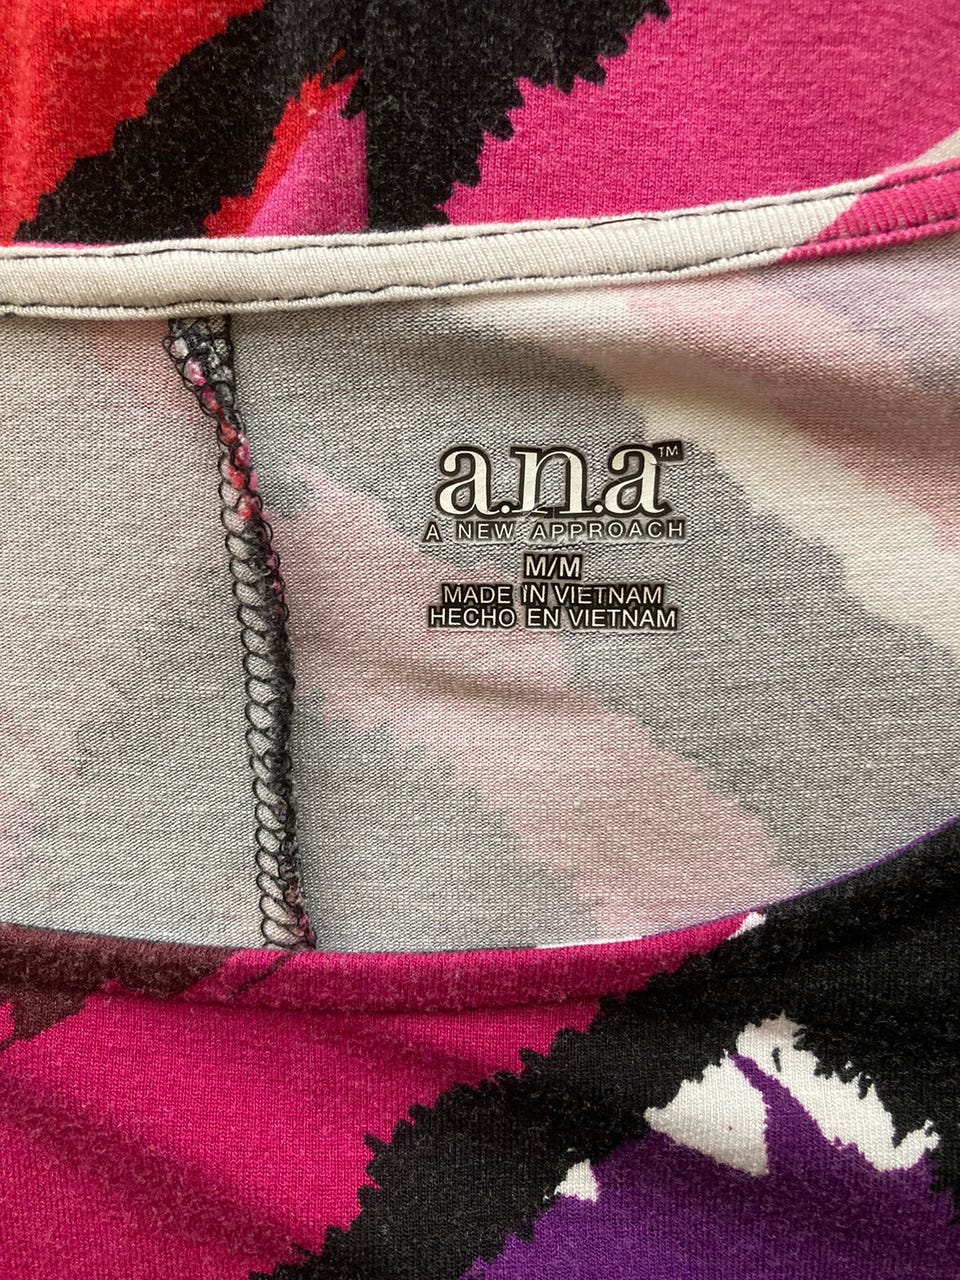 a.n.a™
A NEW APPROACH
M/M
MADE IN VIETNAM
HECHO EN VIETNAM